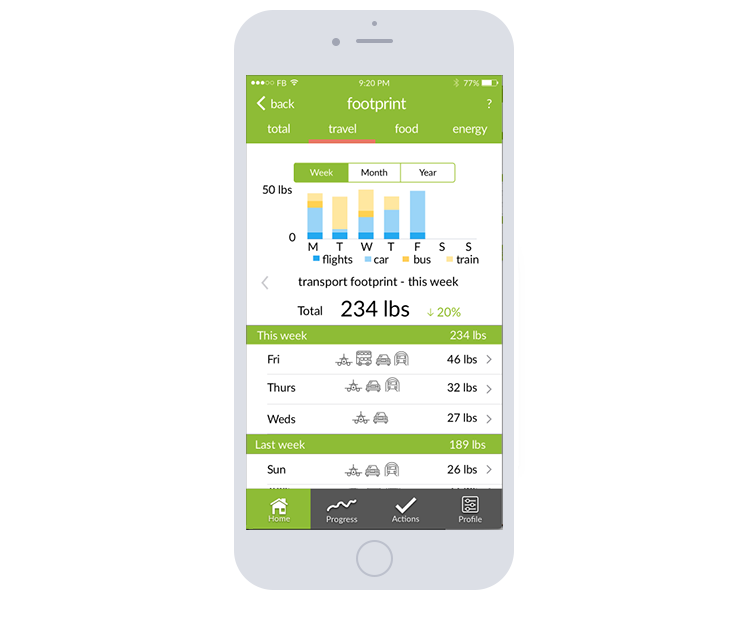 FB 9:20 PM 77%
back footprint ?
total travel food energy
Week Month Year
50 lbs
0
M T W T F S S
flights car bus train
transport footprint - this week
Total 234 lbs ↓ 20%
This week 234 lbs
Fri 46 lbs
Thurs 32 lbs
Weds 27 lbs
Last week 189 lbs
Sun 26 lbs
Home Progress Actions Profile